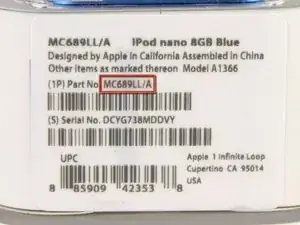 MC689LL/A iPod nano 8GB Blue
Designed by Apple in California Assembled in China
Other items as marked thereon Model A1366
(1P) Part No. MC689LL/A
(S) Serial No. DCYG738MDDVY
UPC
8 85909 42353 8
Apple 1 Infinite Loop
Cupertino CA 95014
USA